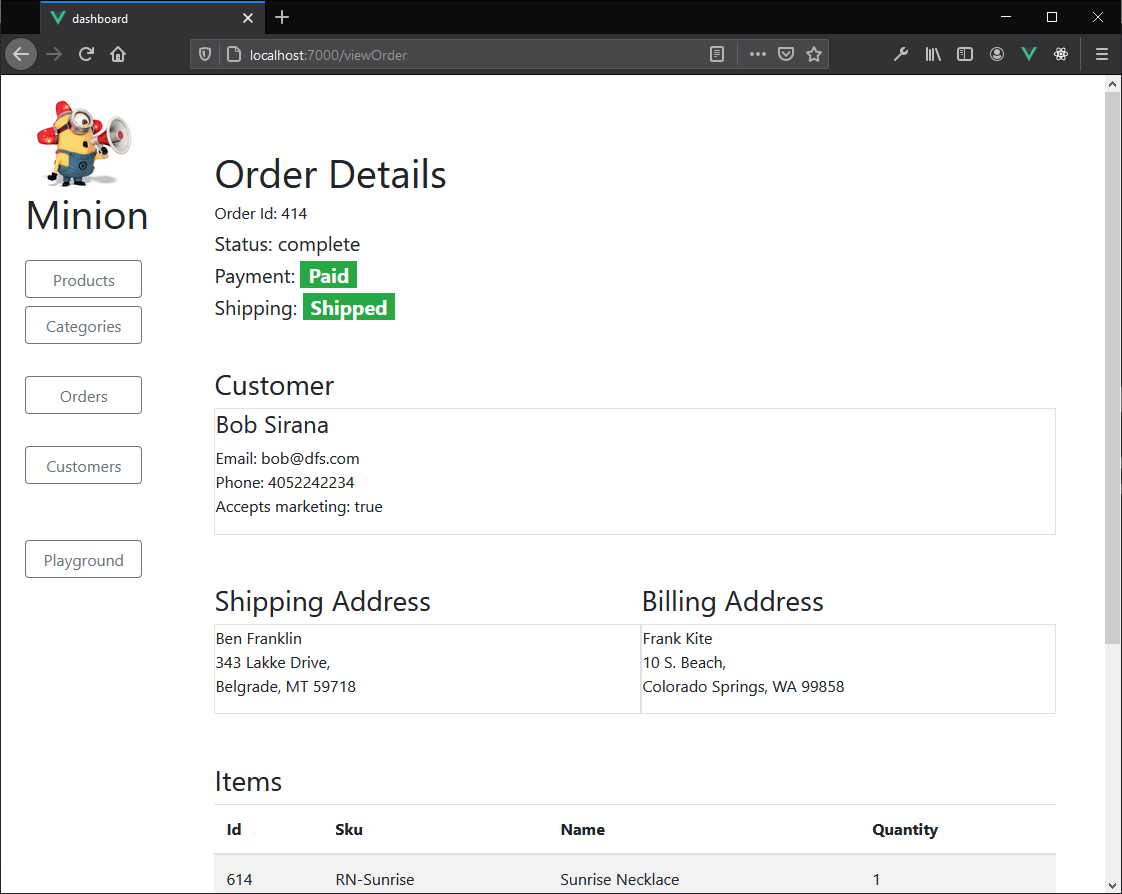 dashboard
localhost:7000/viewOrder
Minion
Products
Categories
Orders
Customers
Playground
Order Details
Order Id: 414
Status: complete
Payment: Paid
Shipping: Shipped
Customer
Bob Sirana
Email: bob@dfs.com
Phone: 4052242234
Accepts marketing: true
Shipping Address
Ben Franklin
343 Lakke Drive,
Belgrade, MT 59718
Billing Address
Frank Kite
10 S. Beach,
Colorado Springs, WA 99858
Items
Id Sku Name Quantity
614 RN-Sunrise Sunrise Necklace 1